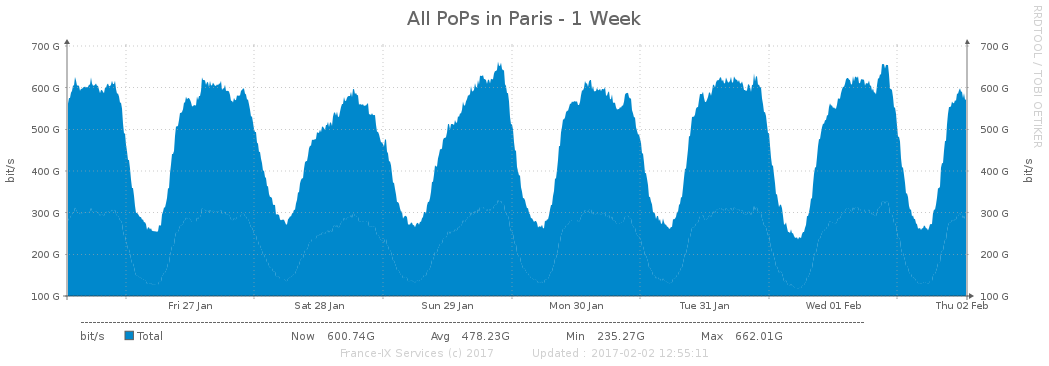 All PoPs in Paris - 1 Week
RRDTOOL / TOBI OETIKER
700 G 700 G
600 G 600 G
500 G 500 G
400 G 400 G
300 G 300 G
200 G 200 G
100 G 100 G
bit/s bit/s
Fri 27 Jan Sat 28 Jan Sun 29 Jan Mon 30 Jan Tue 31 Jan Wed 01 Feb Thu 02 Feb
bit/s Total Now 600.74G Avg 478.23G Min 235.27G Max 662.01G
France-IX Services (c) 2017 Updated : 2017-02-02 12:55:11